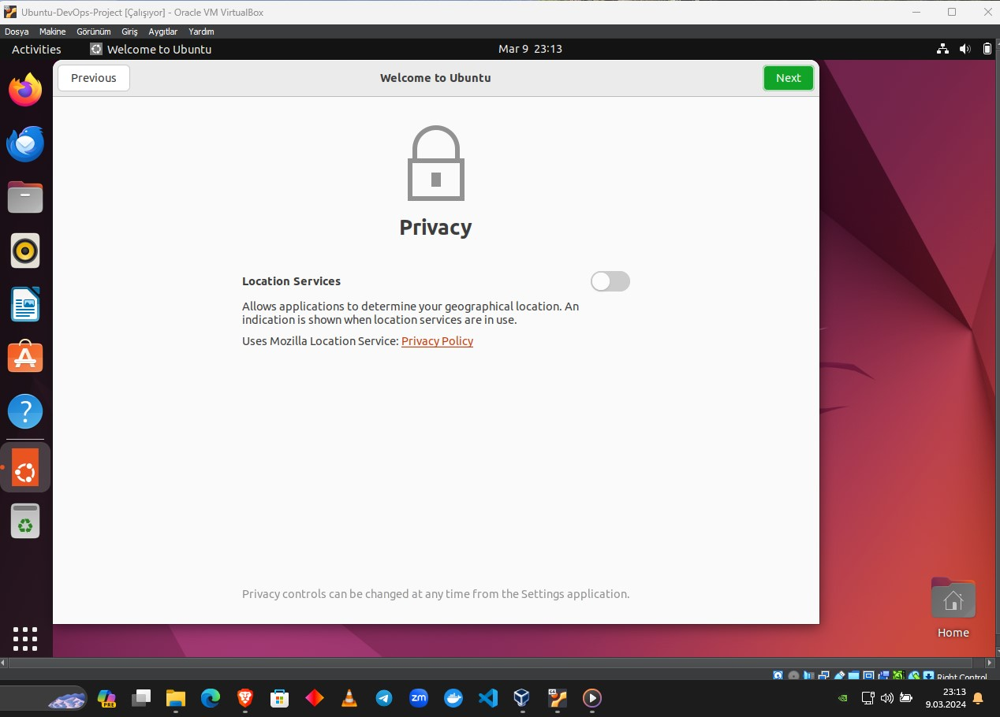 Ubuntu-DevOps-Project [Çalışıyor] - Oracle VM VirtualBox
Dosya Makine Görünüm Giriş Aygıtlar Yardım
Activities Welcome to Ubuntu Mar 9 23:13
Previous Welcome to Ubuntu Next
Privacy
Location Services
Allows applications to determine your geographical location. An
indication is shown when location services are in use.
Uses Mozilla Location Service: Privacy Policy
Privacy controls can be changed at any time from the Settings application.
Home
Right Control
PRE
zm
64
23:13
9.03.2024